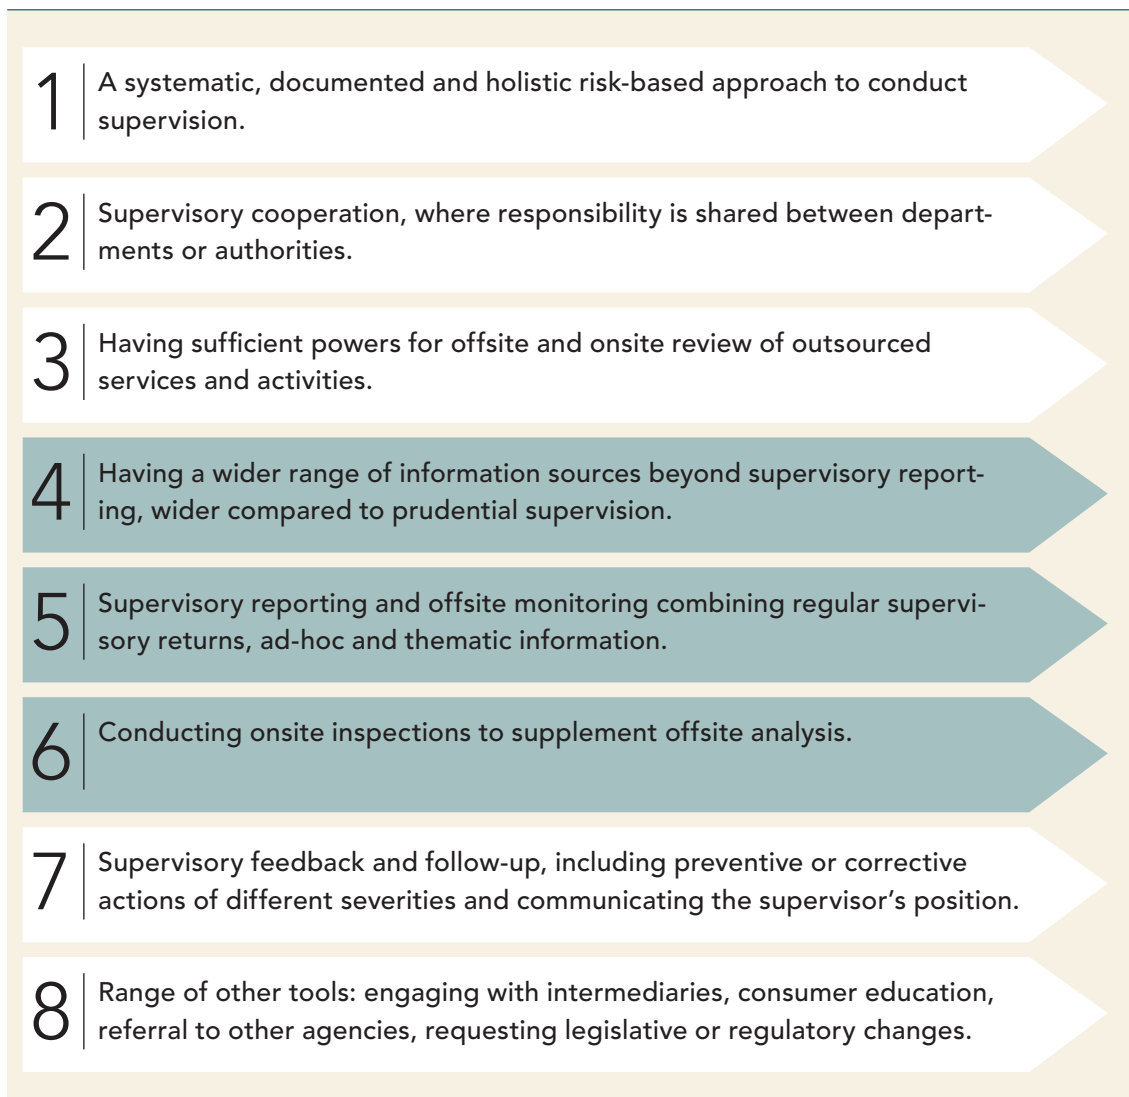 1
A systematic, documented and holistic risk-based approach to conduct
supervision.
2
Supervisory cooperation, where responsibility is shared between depart-
ments or authorities.
3
Having sufficient powers for offsite and onsite review of outsourced
services and activities.
4
Having a wider range of information sources beyond supervisory report-
ing, wider compared to prudential supervision.
5
Supervisory reporting and offsite monitoring combining regular supervi-
sory returns, ad-hoc and thematic information.
6
Conducting onsite inspections to supplement offsite analysis.
7
Supervisory feedback and follow-up, including preventive or corrective
actions of different severities and communicating the supervisor’s position.
8
Range of other tools: engaging with intermediaries, consumer education,
referral to other agencies, requesting legislative or regulatory changes.